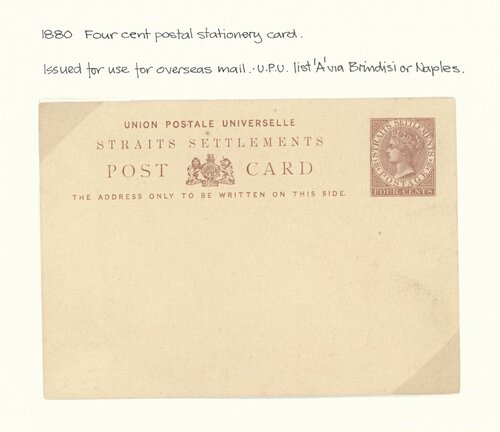 1880 Four cent postal stationery card.
Issued for use for overseas mail. U.P.U. list 'A' via Brindisi or Naples.
UNION POSTALE UNIVERSELLE
STRAITS SETTLEMENTS
POST CARD
THE ADDRESS ONLY TO BE WRITTEN ON THIS SIDE.
STRAITS SETTLEMENTS
POSTAGE
FOUR CENTS